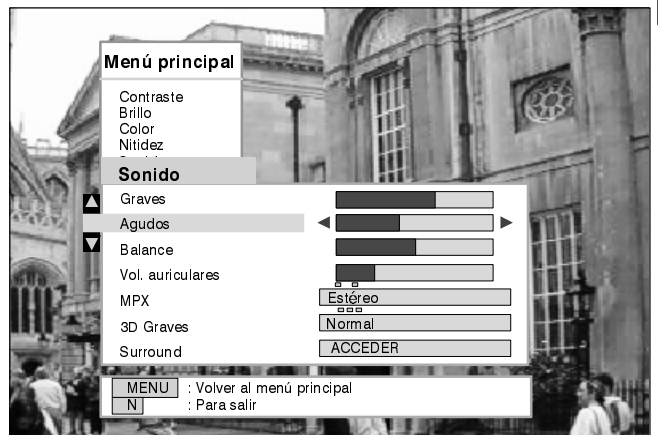 Menú principal
Contraste
Brillo
Color
Nitidez
Sonido
Graves
Agudos
Balance
Vol. auriculares
MPX Estéreo
3D Graves Normal
Surround ACCEDER
MENU : Volver al menú principal
N : Para salir